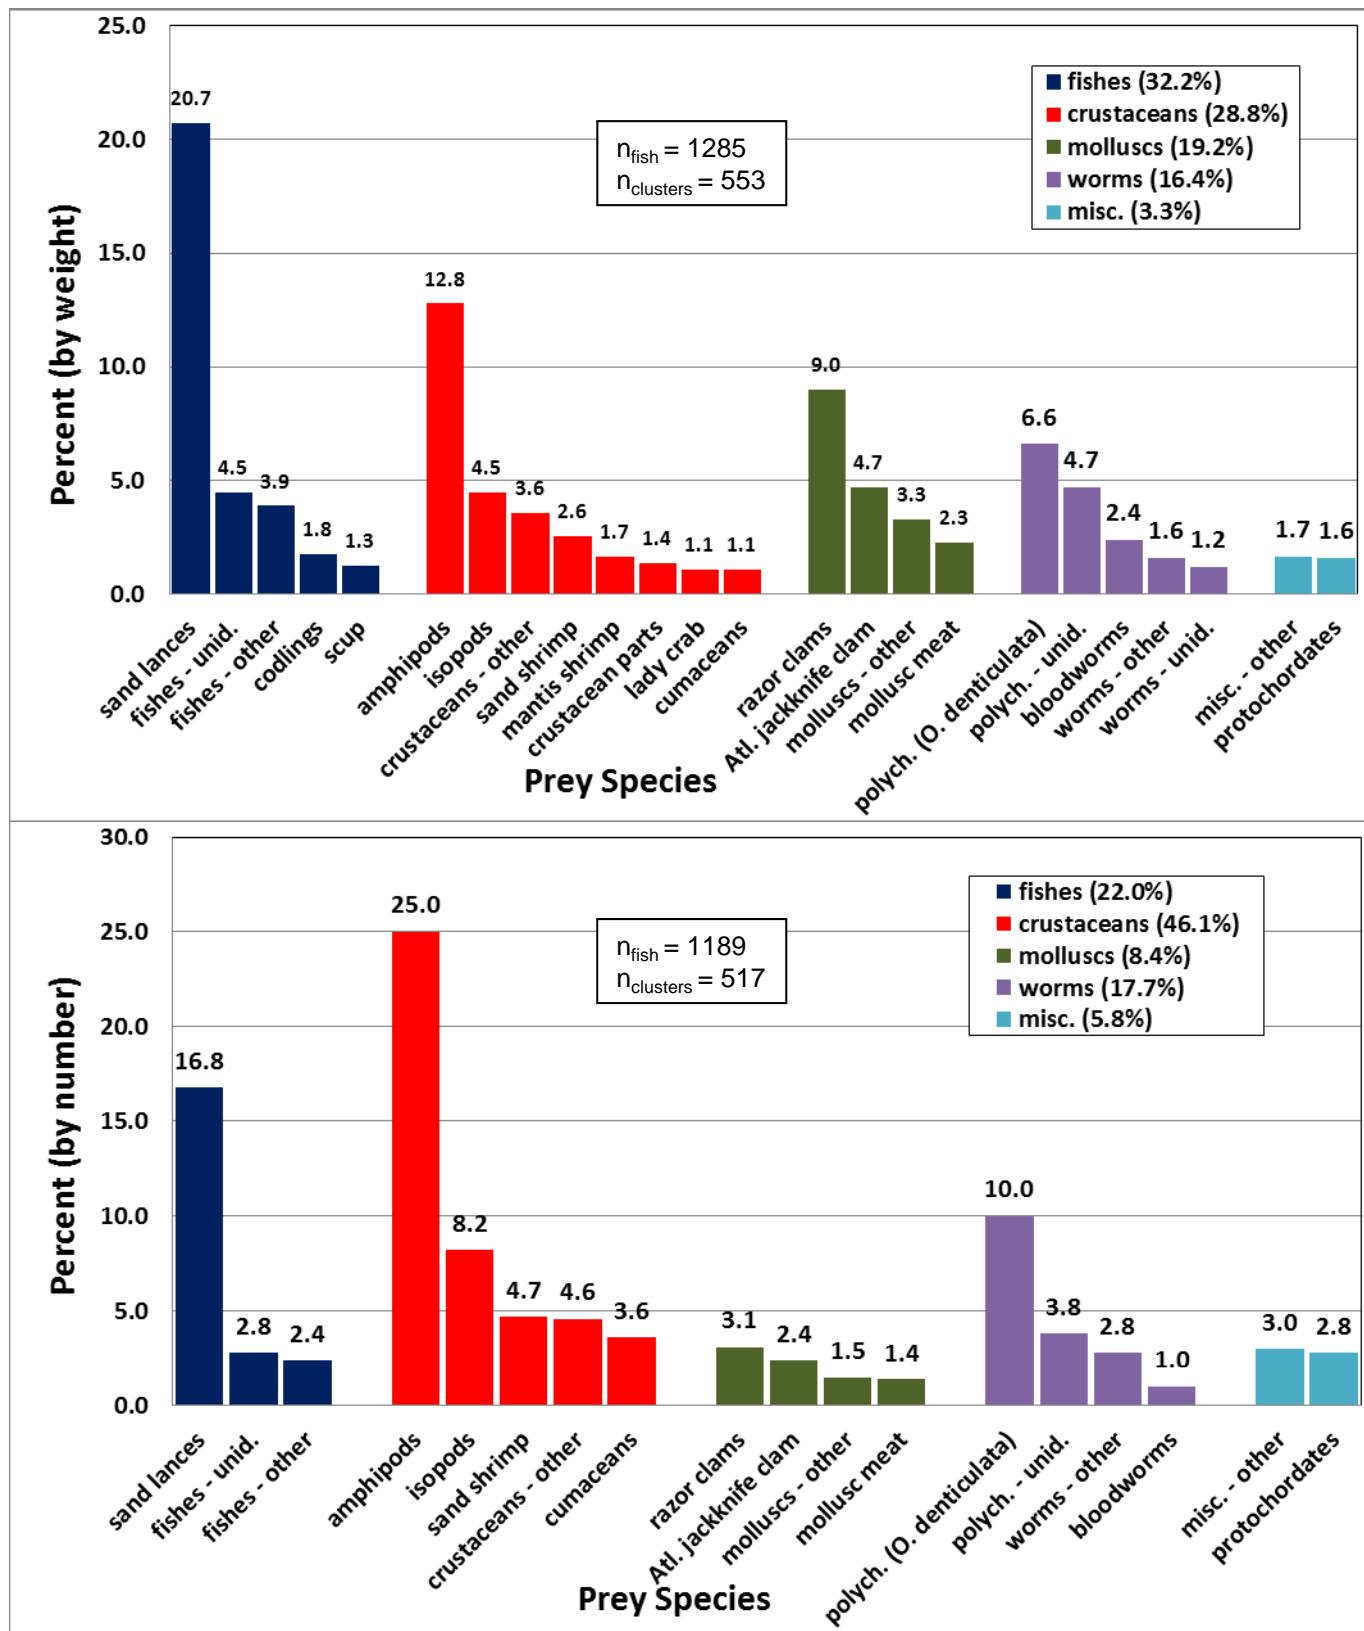 25.0
20.0
15.0
10.0
5.0
0.0
Percent (by weight)
20.7
4.5
3.9
1.8
1.3
12.8
4.5
3.6
2.6
1.7
1.4
1.1
1.1
9.0
4.7
3.3
2.3
6.6
4.7
2.4
1.6
1.2
1.7
1.6
nfish = 1285
nclusters = 553
fishes (32.2%)
crustaceans (28.8%)
molluscs (19.2%)
worms (16.4%)
misc. (3.3%)
sand lances
fishes - unid.
fishes - other
codlings
scup
amphipods
isopods
crustaceans - other
sand shrimp
mantis shrimp
crustacean parts
lady crab
cumaceans
razor clams
Atl. jackknife clam
molluscs - other
mollusc meat
polych. (O. denticulata)
polych. - unid.
bloodworms
worms - other
worms - unid.
misc. - other
protochordates
Prey Species
30.0
25.0
20.0
15.0
10.0
5.0
0.0
Percent (by number)
16.8
2.8
2.4
25.0
8.2
4.7
4.6
3.6
3.1
2.4
1.5
1.4
10.0
3.8
2.8
1.0
3.0
2.8
nfish = 1189
nclusters = 517
fishes (22.0%)
crustaceans (46.1%)
molluscs (8.4%)
worms (17.7%)
misc. (5.8%)
sand lances
fishes - unid.
fishes - other
amphipods
isopods
sand shrimp
crustaceans - other
cumaceans
razor clams
Atl. jackknife clam
molluscs - other
mollusc meat
polych. (O. denticulata)
polych. - unid.
worms - other
bloodworms
misc. - other
protochordates
Prey Species